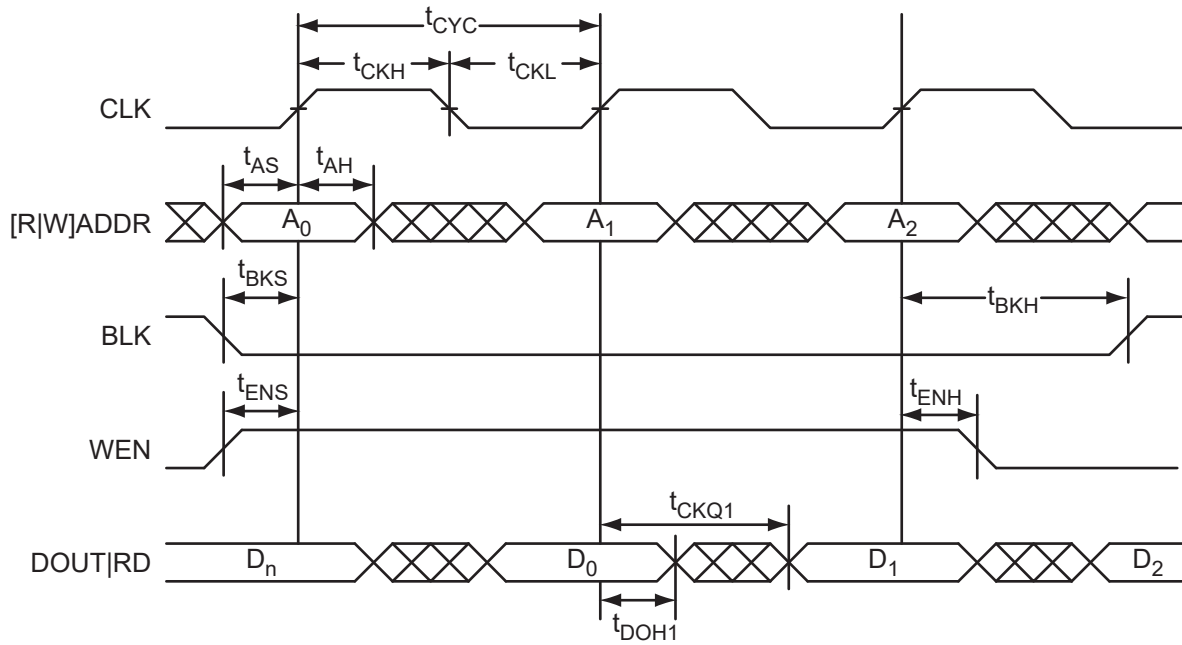 tCYC
tCKH tCKL
CLK
tAS tAH
[R|W]ADDR A0 A1 A2
tBKS tBKH
BLK
tENS tENH
WEN
tCKQ1
DOUT|RD Dn D0 D1 D2
tDOH1